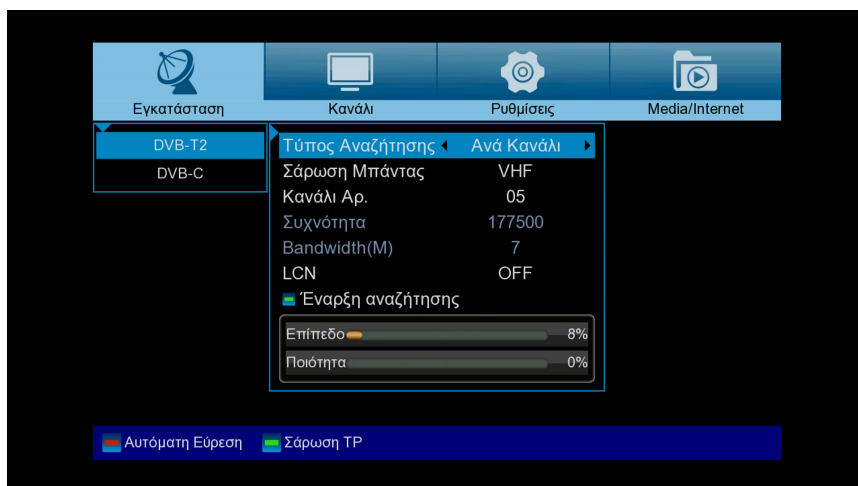 Εγκατάσταση Κανάλι Ρυθμίσεις Media/Internet
DVB-T2
DVB-C
Τύπος Αναζήτησης Ανά Κανάλι
Σάρωση Μπάντας VHF
Κανάλι Αρ. 05
Συχνότητα 177500
Bandwidth(M) 7
LCN OFF
Έναρξη αναζήτησης
Επίπεδο 8%
Ποιότητα 0%
Αυτόματη Εύρεση Σάρωση TP